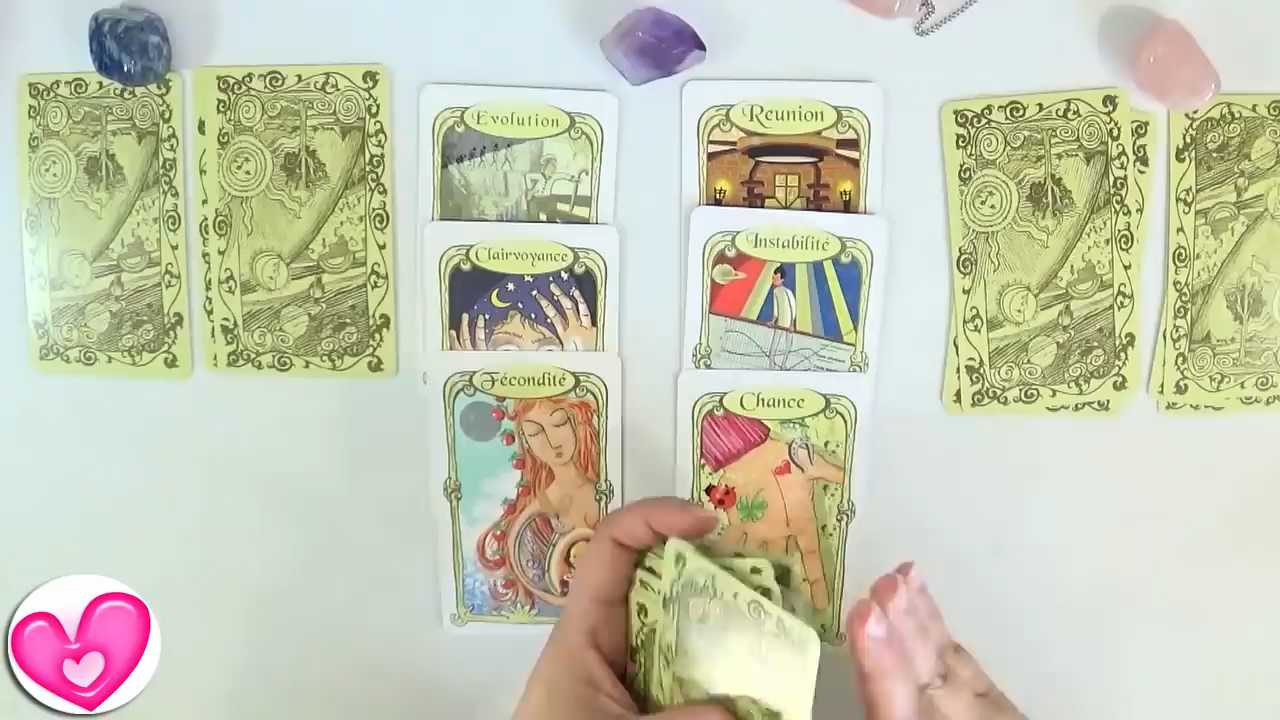 Evolution
Reunion
Clairvoyance
Instabilité
Fécondité
Chance